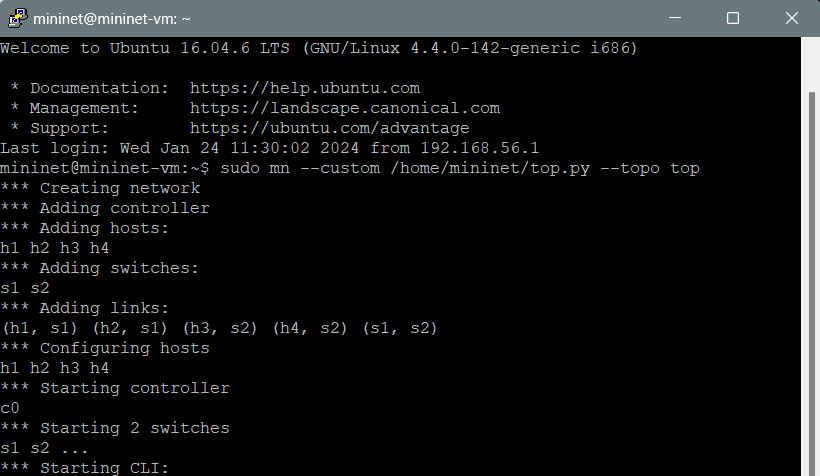 mininet@mininet-vm: ~
Welcome to Ubuntu 16.04.6 LTS (GNU/Linux 4.4.0-142-generic i686)
* Documentation:  https://help.ubuntu.com
* Management:     https://landscape.canonical.com
* Support:        https://ubuntu.com/advantage
Last login: Wed Jan 24 11:30:02 2024 from 192.168.56.1
mininet@mininet-vm:~$ sudo mn --custom /home/mininet/top.py --topo top
*** Creating network
*** Adding controller
*** Adding hosts:
h1 h2 h3 h4
*** Adding switches:
s1 s2
*** Adding links:
(h1, s1) (h2, s1) (h3, s2) (h4, s2) (s1, s2)
*** Configuring hosts
h1 h2 h3 h4
*** Starting controller
c0
*** Starting 2 switches
s1 s2 ...
*** Starting CLI: